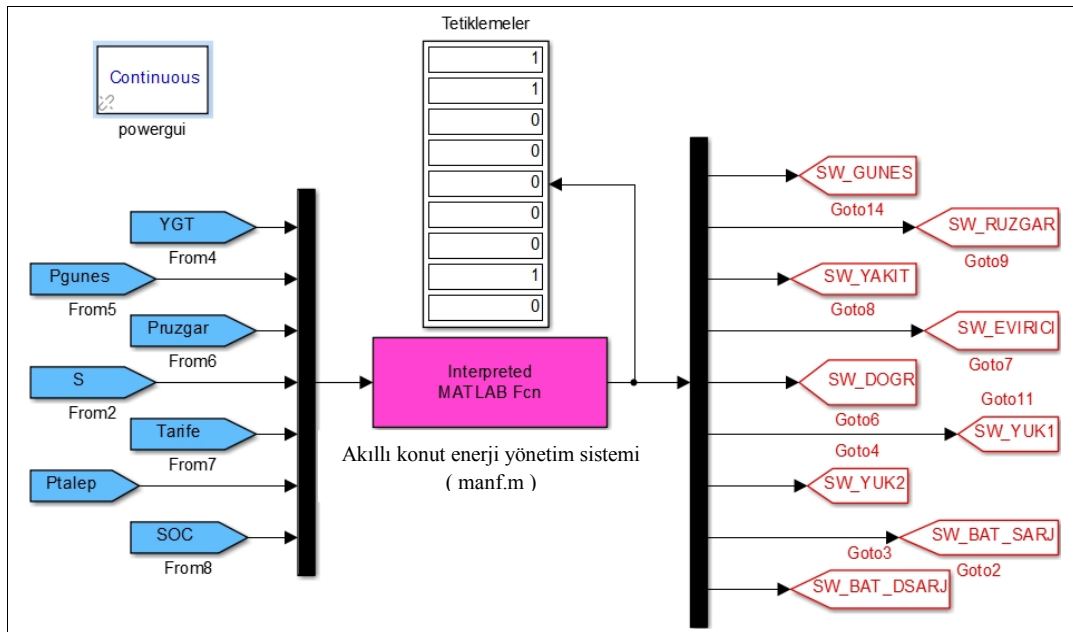 Tetiklemeler
Continuous
powergui
1
1
0
0
0
0
0
1
0
YGT
From4
Pgunes
From5
Pruzgar
From6
S
From2
Tarife
From7
Ptalep
SOC
From8
Interpreted
MATLAB Fcn
Akıllı konut enerji yönetim sistemi
( manf.m )
SW_GUNES
Goto14
SW_RUZGAR
Goto9
SW_YAKIT
Goto8
SW_EVIRICI
Goto7
SW_DOGR
Goto6
Goto11
SW_YUK1
Goto4
SW_YUK2
SW_BAT_SARJ
Goto3
Goto2
SW_BAT_DSARJ